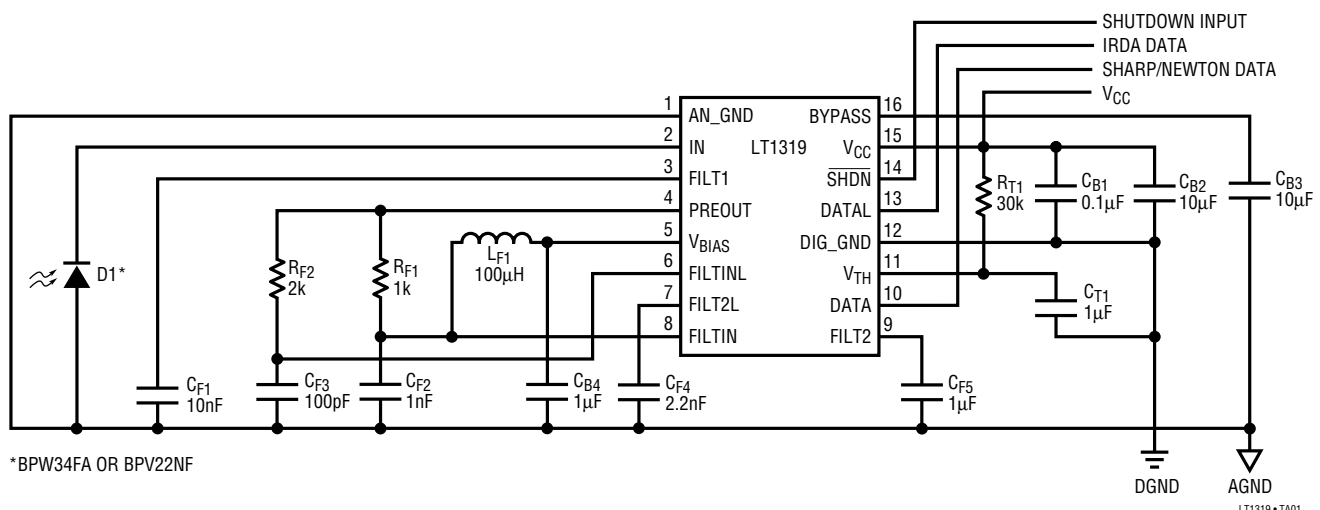 SHUTDOWN INPUT
IRDA DATA
SHARP/NEWTON DATA
VCC
1
AN_GND
2
IN
3
FILT1
4
PREOUT
5
VBIAS
6
FILTINL
7
FILT2L
8
FILTIN
LT1319
16
BYPASS
15
VCC
14
SHDN
13
DATAL
12
DIG_GND
11
VTH
10
DATA
9
FILT2
D1*
RF2
2k
RF1
1k
LF1
100µH
RT1
30k
CB1
0.1µF
CB2
10µF
CB3
10µF
CT1
1µF
CF1
10nF
CF3
100pF
CF2
1nF
CB4
1µF
CF4
2.2nF
CF5
1µF
*BPW34FA OR BPV22NF
DGND
AGND
LT1319 • TA01